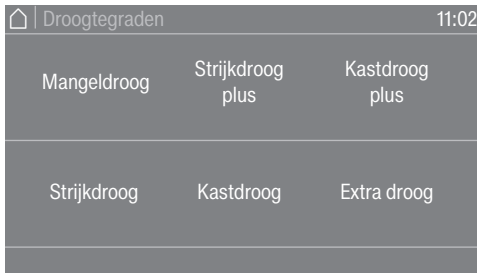 Droogtegraden 11:02
Mangeldroog
Strijkdroog
plus
Kastdroog
plus
Strijkdroog
Kastdroog
Extra droog